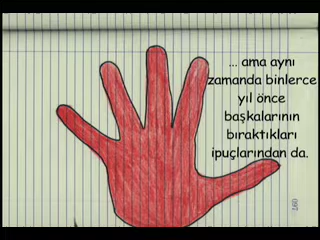 ... ama aynı
zamanda binlerce
yıl önce
başkalarının
bıraktıkları
ipuçlarından da.